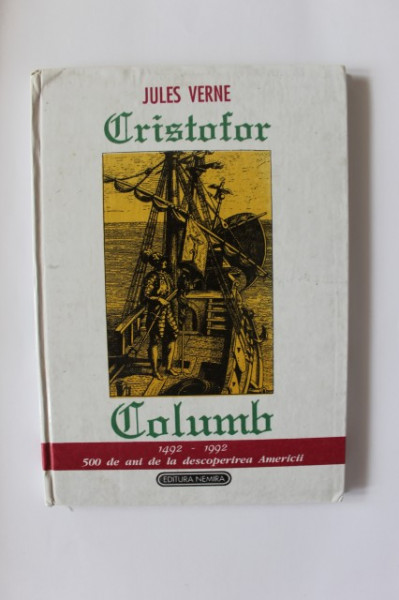 JULES VERNE
Cristofor
Columb
1492 - 1992
500 de ani de la descoperirea Americii
EDITURA NEMIRA